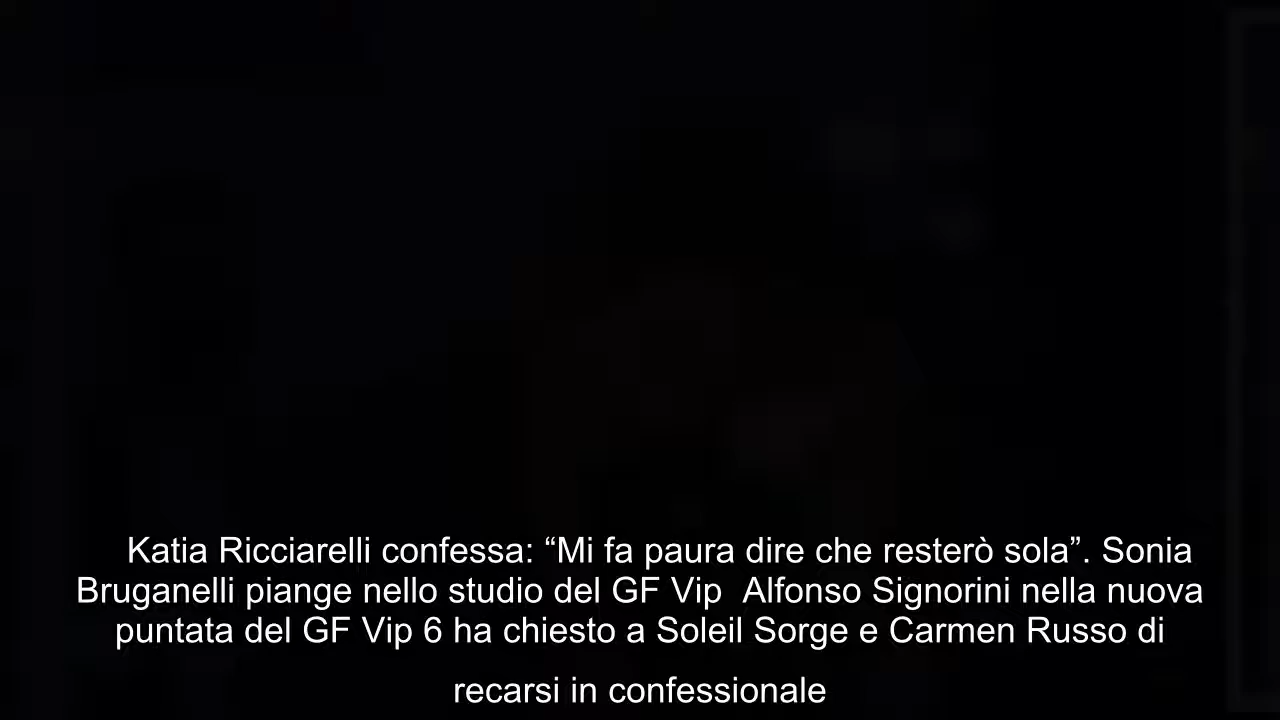 Katia Ricciarelli confessa: “Mi fa paura dire che resterò sola”. Sonia
Bruganelli piange nello studio del GF Vip  Alfonso Signorini nella nuova
puntata del GF Vip 6 ha chiesto a Soleil Sorge e Carmen Russo di
recarsi in confessionale